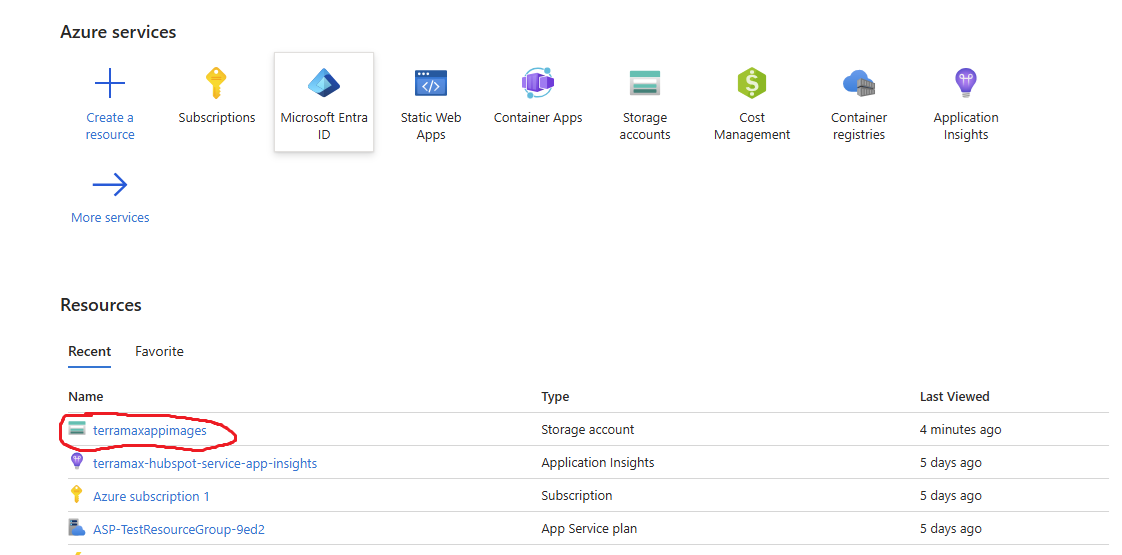 Azure services
Create a resource
Subscriptions
Microsoft Entra ID
Static Web Apps
Container Apps
Storage accounts
Cost Management
Container registries
Application Insights
More services
Resources
Recent Favorite
Name Type Last Viewed
terramaxappimages Storage account 4 minutes ago
terramax-hubspot-service-app-insights Application Insights 5 days ago
Azure subscription 1 Subscription 5 days ago
ASP-TestResourceGroup-9ed2 App Service plan 5 days ago